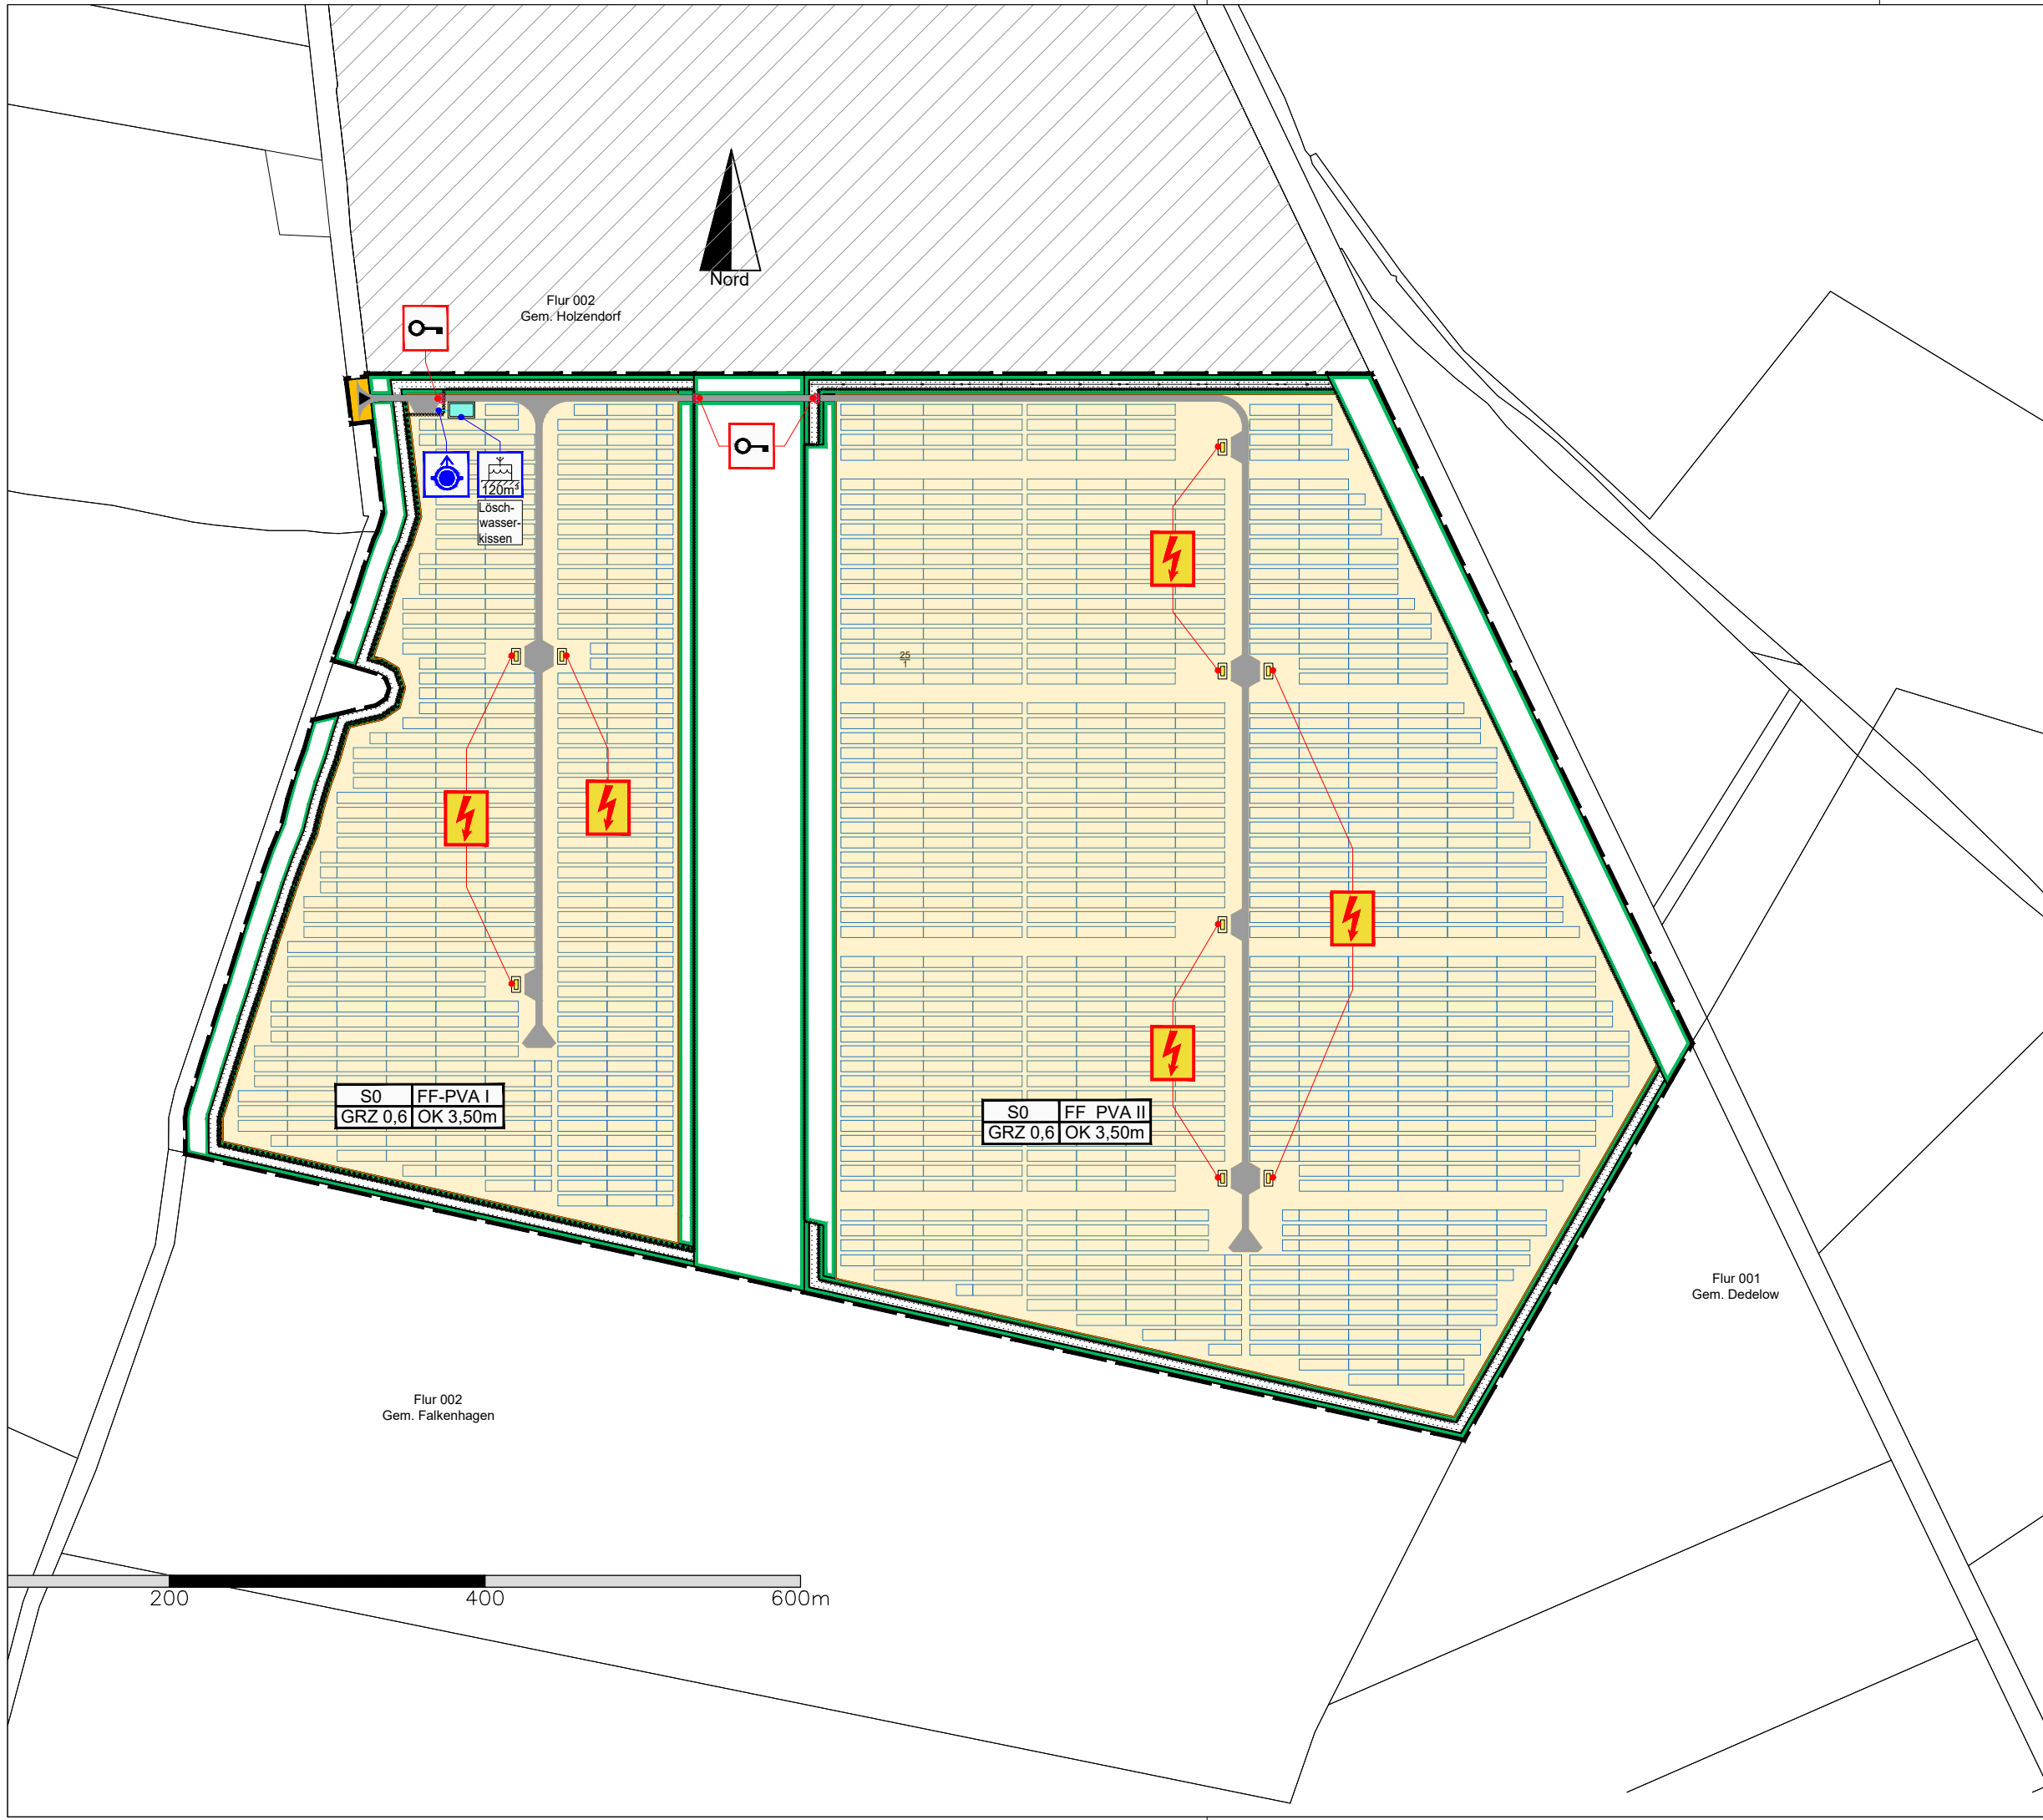 Nord
Flur 002
Gem. Holzendorf
120m³
Lösch-
wasser-
kissen
25
1
S0 FF-PVA I
GRZ 0,6 OK 3,50m
S0 FF PVA II
GRZ 0,6 OK 3,50m
Flur 001
Gem. Dedelow
Flur 002
Gem. Falkenhagen
200 400 600m